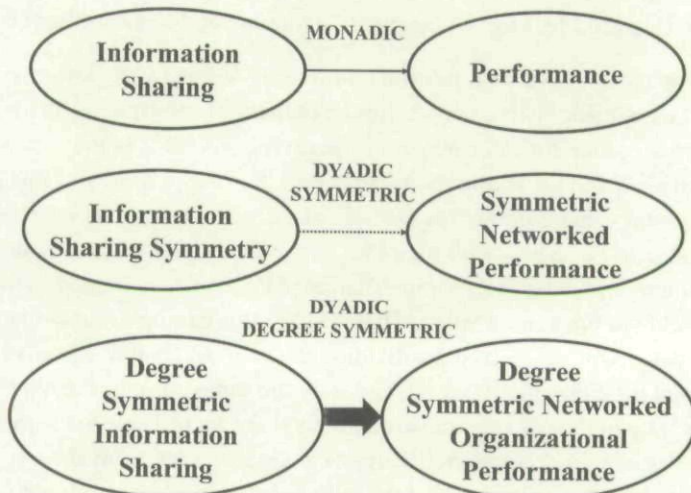 MONADIC
Information
Sharing
Performance
DYADIC
SYMMETRIC
Information
Sharing Symmetry
Symmetric
Networked
Performance
DYADIC
DEGREE SYMMETRIC
Degree
Symmetric
Information
Sharing
Degree
Symmetric Networked
Organizational
Performance